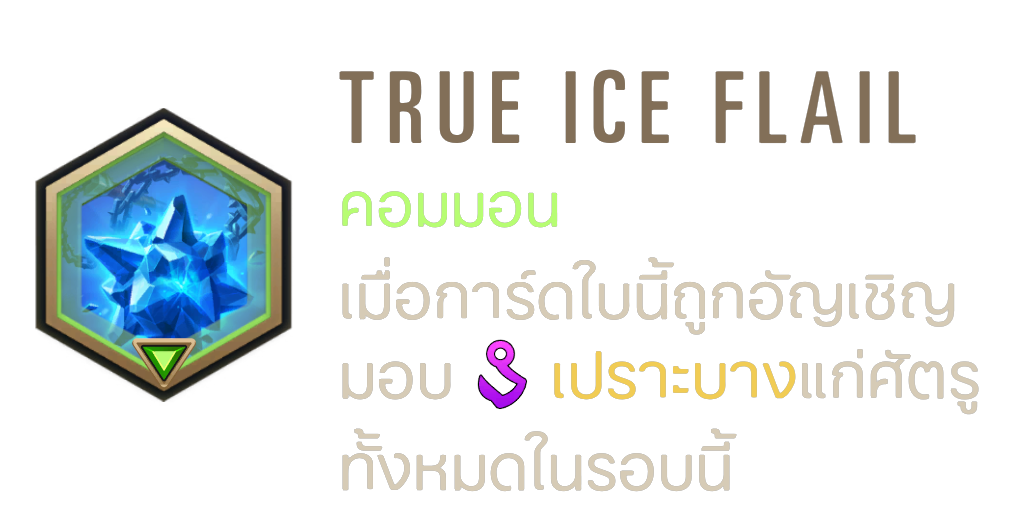 TRUE ICE FLAIL
คอมมอน
เมื่อการ์ดใบนี้ถูกอัญเชิญ
มอบ เปราะบางแก่ศัตรู
ทั้งหมดในรอบนี้